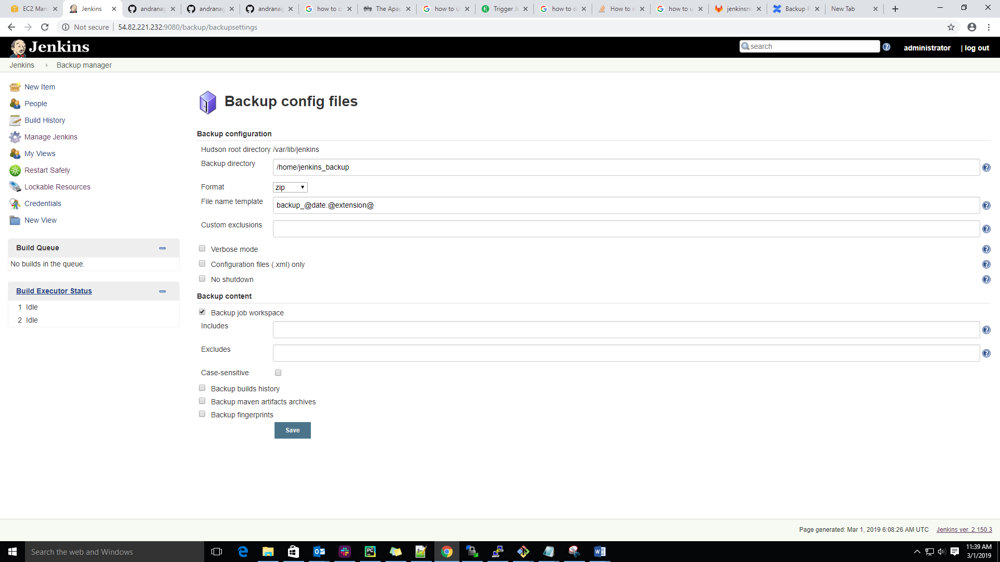 EC2 Man
Jenkins
andranag
andranag
andranag
how to c
The Apac
how to u
Trigger Je
how to d
How to r
how to u
jenkinsno
Backup P
New Tab
Not secure
54.82.221.232:9080/backup/backupsettings
Jenkins
search
administrator
| log out
Jenkins
Backup manager
New Item
People
Build History
Manage Jenkins
My Views
Restart Safely
Lockable Resources
Credentials
New View
Build Queue
No builds in the queue.
Build Executor Status
1 Idle
2 Idle
Backup config files
Backup configuration
Hudson root directory /var/lib/jenkins
Backup directory
/home/jenkins_backup
Format
zip
File name template
backup_@date.@extension@
Custom exclusions
Verbose mode
Configuration files (.xml) only
No shutdown
Backup content
Backup job workspace
Includes
Excludes
Case-sensitive
Backup builds history
Backup maven artifacts archives
Backup fingerprints
Save
Page generated: Mar 1, 2019 6:08:26 AM UTC
Jenkins ver. 2.150.3
Search the web and Windows
11:39 AM
3/1/2019